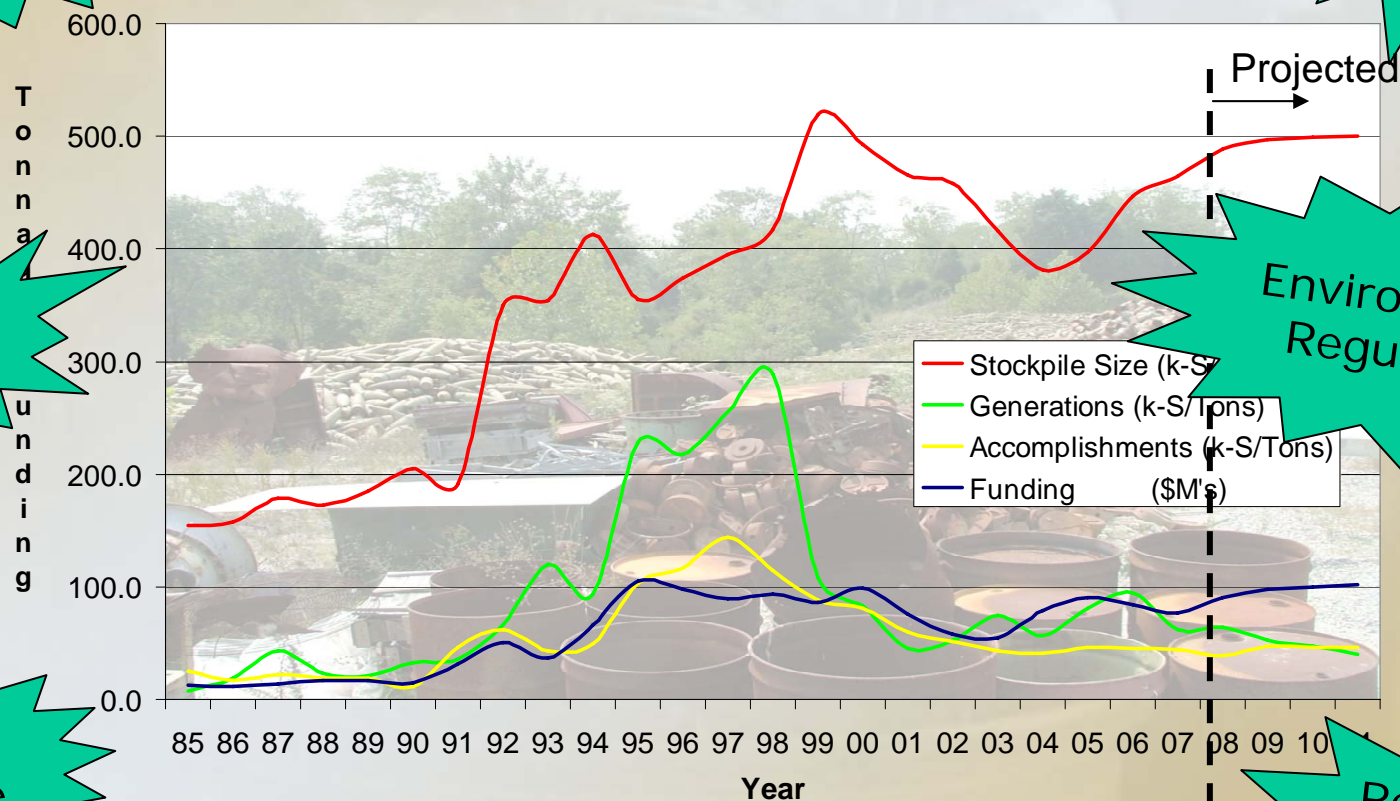 600.0
500.0
400.0
300.0
200.0
100.0
0.0
Projected
Stockpile Size (k-S/
Generations (k-S/Tons)
Accomplishments (k-S/Tons)
Funding ($M's)
85 86 87 88 89 90 91 92 93 94 95 96 97 98 99 00 01 02 03 04 05 06 07 08 09 10
Year
unding